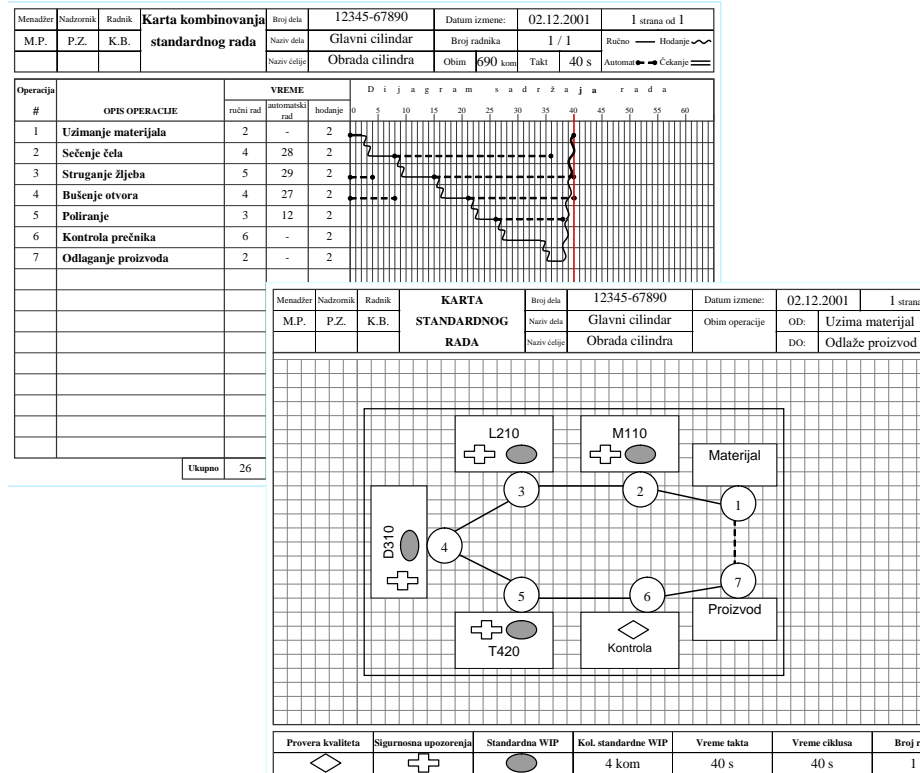 Menadžer Nadzornik Radnik Karta kombinovanja Broj dela 12345-67890 Datum izmene: 02.12.2001 1 strana od 1
M.P. P.Z. K.B. standardnog rada Naziv dela Glavni cilindar Broj radnika 1 / 1 Ručno Hodanje
Naziv ćelije Obrada cilindra Obim 690 kom Takt 40 s Automat Čekanje
Operacija VREME Dijagram sadržaja rada
# OPIS OPERACIJE ručni rad automatski rad hodanje 0 5 10 15 20 25 30 35 40 45 50 55 60
1 Uzimanje materijala 2 - 2
2 Sečenje čela 4 28 2
3 Struganje žljeba 5 29 2
4 Bušenje otvora 4 27 2
5 Poliranje 3 12 2
6 Kontrola prečnika 6 - 2
7 Odlaganje proizvoda 2 - 2
Ukupno 26
Menadžer Nadzornik Radnik KARTA Broj dela 12345-67890 Datum izmene: 02.12.2001 1 strana
M.P. P.Z. K.B. STANDARDNOG Naziv dela Glavni cilindar Obim operacije OD: Uzima materijal
RADA Naziv ćelije Obrada cilindra DO: Odlaže proizvod
L210 M110
Materijal
3 2 1
D310
4
5 6 7
Proizvod
T420 Kontrola
Provera kvaliteta Sigurnosna upozorenja Standardna WIP Kol. standardne WIP Vreme takta Vreme ciklusa Broj
4 kom 40 s 40 s 1